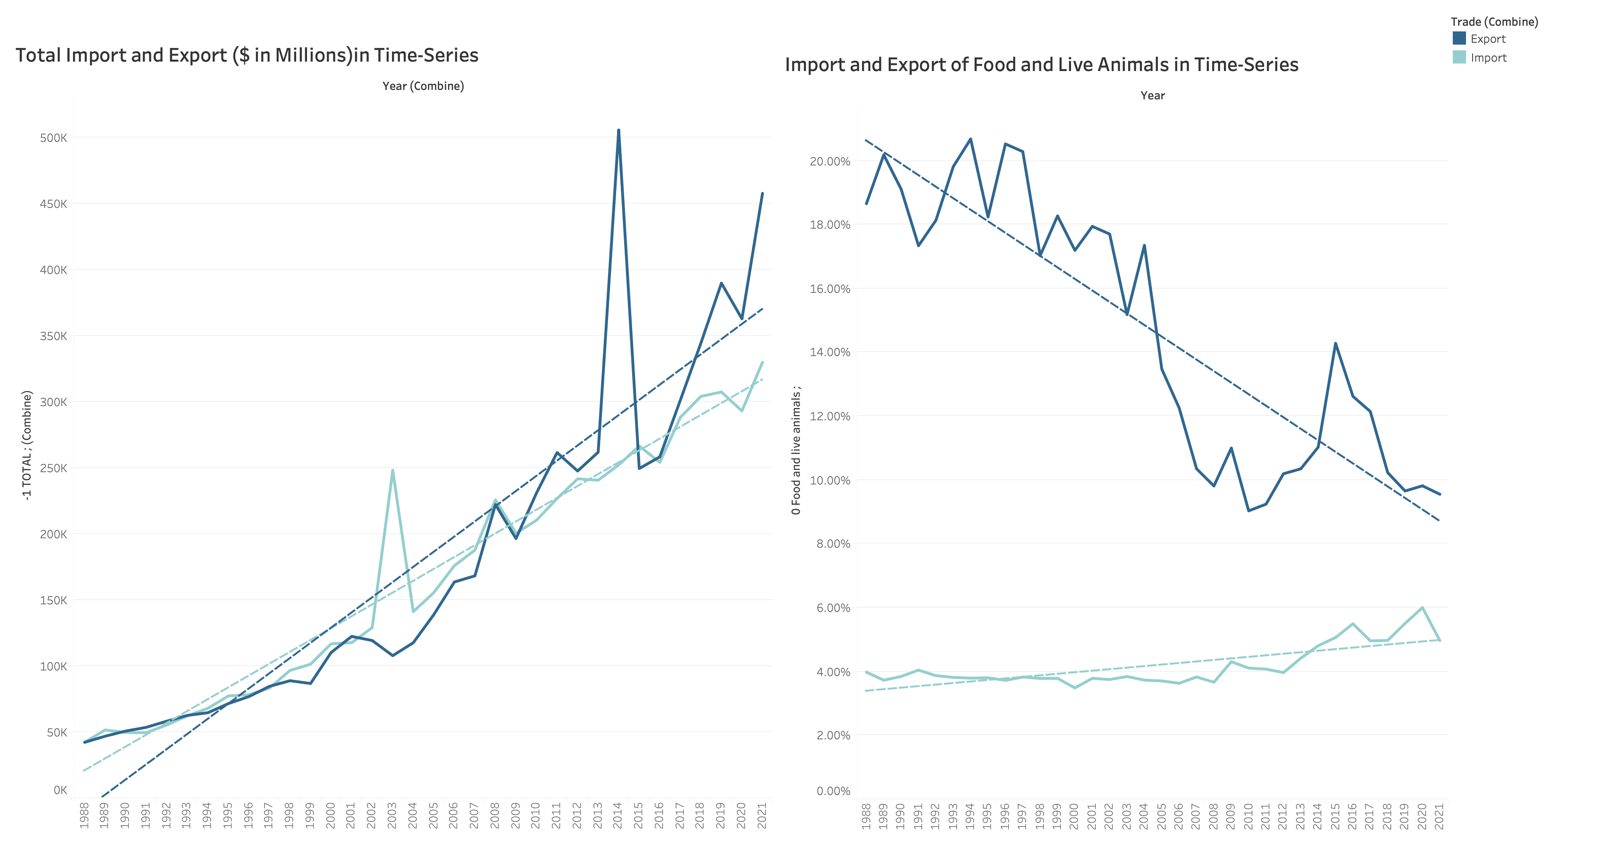 Trade (Combine)
Export
Import
Total Import and Export ($ in Millions)in Time-Series
Year (Combine)
500K
450K
400K
350K
300K
250K
200K
150K
100K
50K
0K
-1 TOTAL ; (Combine)
1988 1989 1990 1991 1992 1993 1994 1995 1996 1997 1998 1999 2000 2001 2002 2003 2004 2005 2006 2007 2008 2009 2010 2011 2012 2013 2014 2015 2016 2017 2018 2019 2020 2021
Import and Export of Food and Live Animals in Time-Series
Year
20.00%
18.00%
16.00%
14.00%
12.00%
10.00%
8.00%
6.00%
4.00%
2.00%
0.00%
0 Food and live animals ;
1988 1989 1990 1991 1992 1993 1994 1995 1996 1997 1998 1999 2000 2001 2002 2003 2004 2005 2006 2007 2008 2009 2010 2011 2012 2013 2014 2015 2016 2017 2018 2019 2020 2021